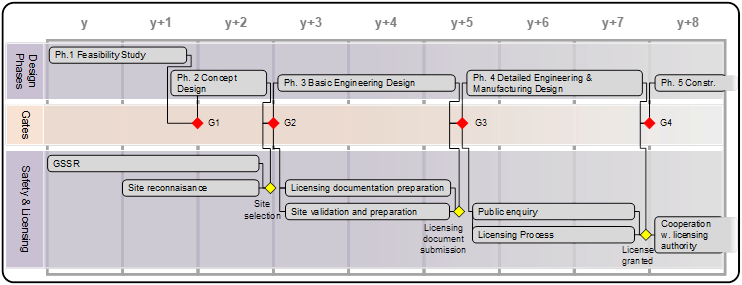 y y+1 y+2 y+3 y+4 y+5 y+6 y+7 y+8
Design
Phases
Ph.1 Feasibility Study
Ph. 2 Concept
Design
Ph. 3 Basic Engineering Design
Ph. 4 Detailed Engineering &
Manufacturing Design
Ph. 5 Constr.
Gates
G1 G2 G3 G4
Safety & Licensing
GSSR
Site reconnaisance
Site
selection
Licensing documentation preparation
Site validation and preparation
Licensing
document
submission
Public enquiry
Licensing Process
License
granted
Cooperation
w. licensing
authority